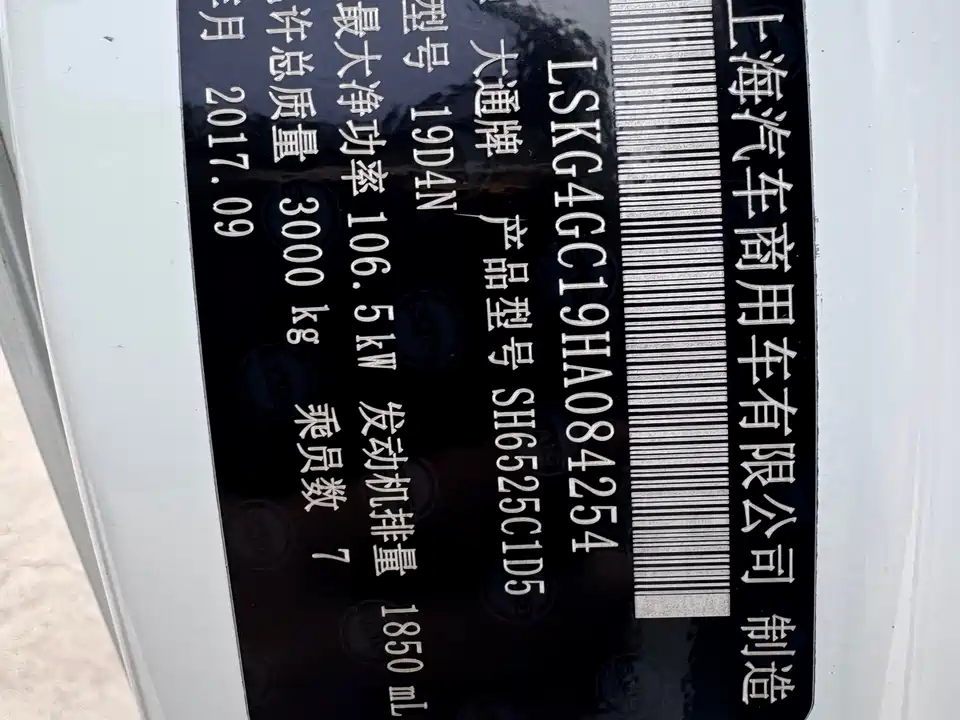 上海汽车商用车有限公司 制造
LSKG4GC19HA084254
大通牌 产品型号 SH6525C1D5
型号 19D4N
最大净功率 106.5kW 发动机排量 1850 mL
许总质量 3000 kg 乘员数 7
年月 2017.09